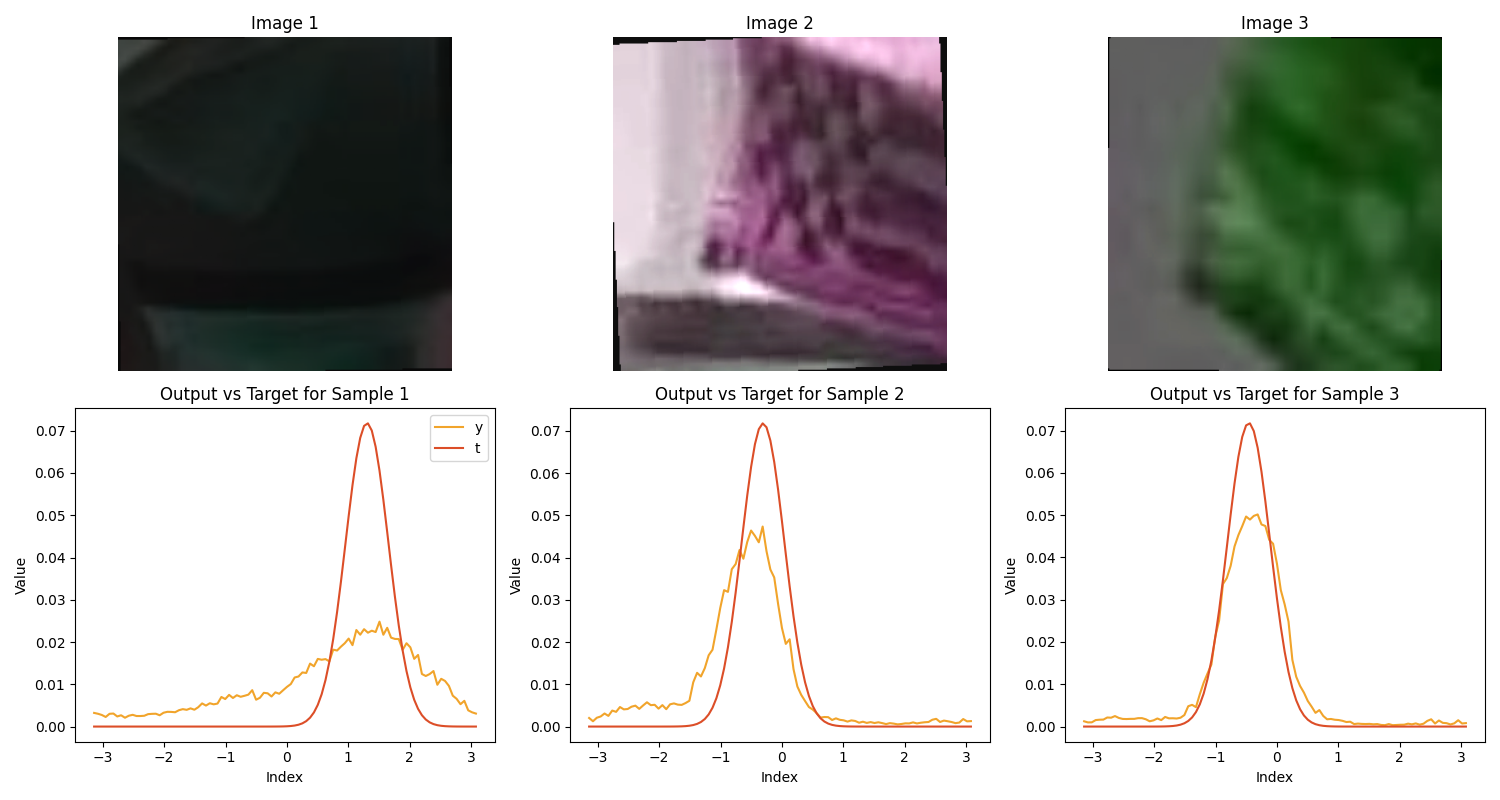 Image 1
Image 2
Image 3
Output vs Target for Sample 1
Output vs Target for Sample 2
Output vs Target for Sample 3
Value
0.07
0.06
0.05
0.04
0.03
0.02
0.01
0.00
y
t
−3 −2 −1 0 1 2 3
Index
Value
0.07
0.06
0.05
0.04
0.03
0.02
0.01
0.00
−3 −2 −1 0 1 2 3
Index
Value
0.07
0.06
0.05
0.04
0.03
0.02
0.01
0.00
−3 −2 −1 0 1 2 3
Index